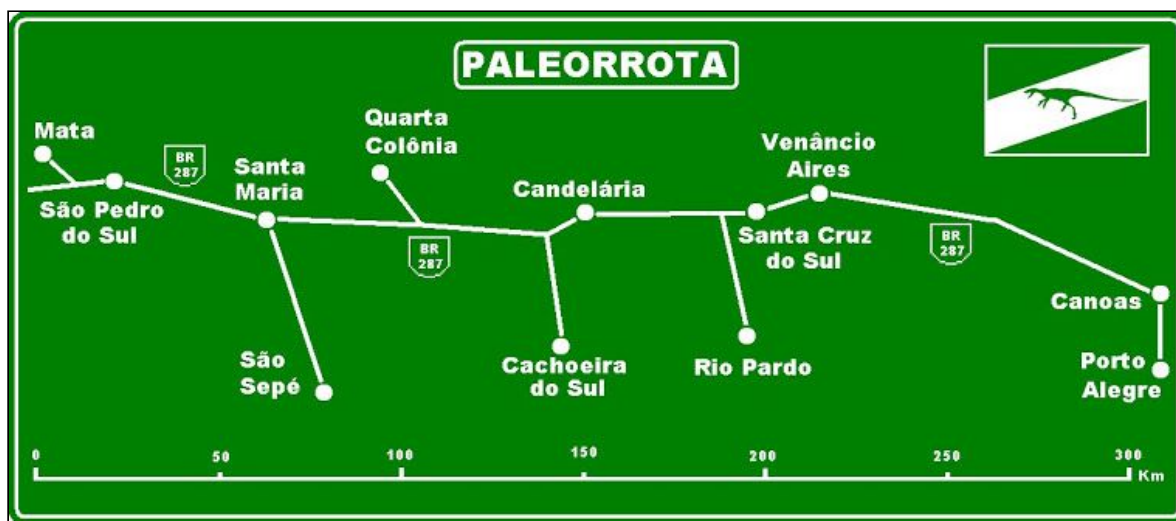 PALEORROTA
Mata
BR
287
São Pedro
do Sul
Santa
Maria
Quarta
Colônia
BR
287
São
Sepé
Candelária
Cachoeira
do Sul
Venâncio
Aires
Santa Cruz
do Sul
Rio Pardo
BR
287
Canoas
Porto
Alegre
0
50
100
150
200
250
300
Km